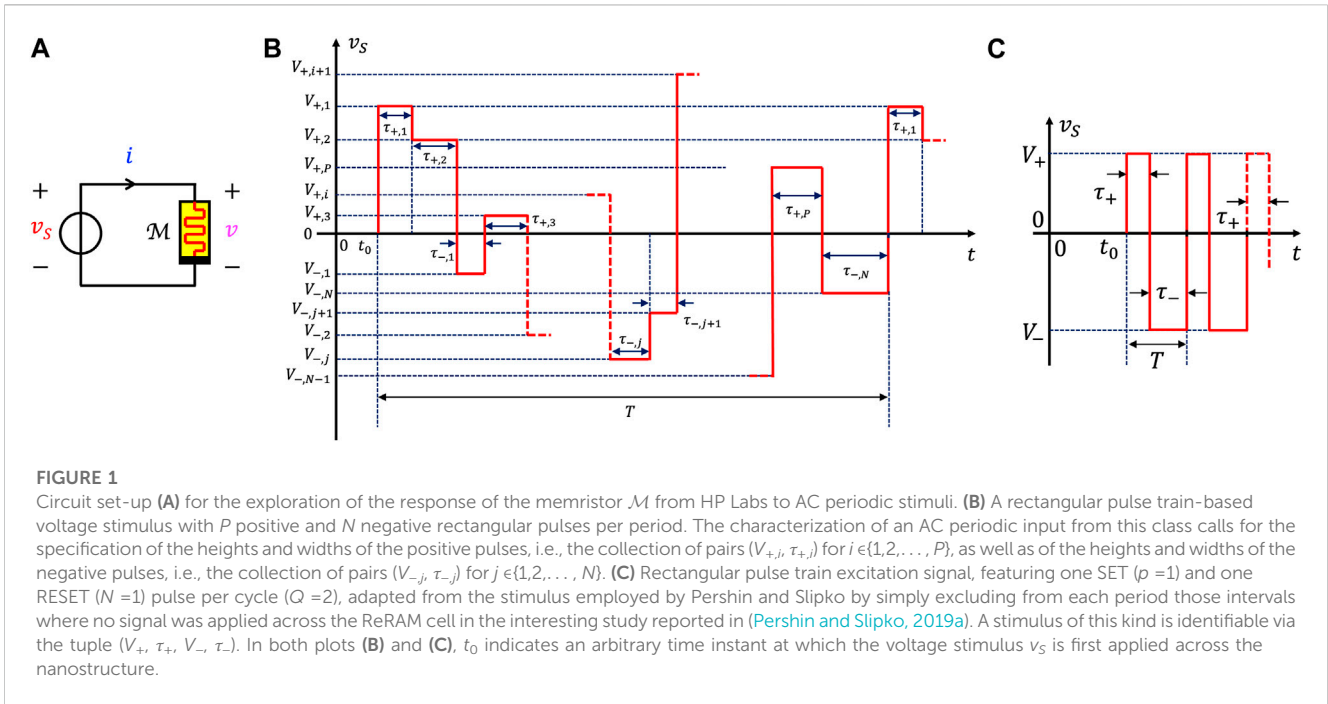 A
i
+
+
v_S
M
v
−
−
B
v_S
V_{+,i+1}
V_{+,1}
V_{+,2}
V_{+,P}
V_{+,i}
V_{+,3}
0
V_{−,1}
V_{−,N}
V_{−,j+1}
V_{−,2}
V_{−,j}
V_{−,N−1}
0
t_0
τ_{+,1}
τ_{+,2}
τ_{−,1}
τ_{+,3}
τ_{−,j}
τ_{−,j+1}
τ_{+,P}
τ_{−,N}
τ_{+,1}
t
T
C
v_S
V_+
0
V_−
0
t_0
τ_+
τ_−
τ_+
t
T
FIGURE 1
Circuit set-up (A) for the exploration of the response of the memristor M from HP Labs to AC periodic stimuli. (B) A rectangular pulse train-based
voltage stimulus with P positive and N negative rectangular pulses per period. The characterization of an AC periodic input from this class calls for the
specification of the heights and widths of the positive pulses, i.e., the collection of pairs (V_{+,i}, τ_{+,i}) for i ∈{1,2,..., P}, as well as of the heights and widths of the
negative pulses, i.e., the collection of pairs (V_{−,j}, τ_{−,j}) for j ∈{1,2,..., N}. (C) Rectangular pulse train excitation signal, featuring one SET (p =1) and one
RESET (N =1) pulse per cycle (Q =2), adapted from the stimulus employed by Pershin and Slipko by simply excluding from each period those intervals
where no signal was applied across the ReRAM cell in the interesting study reported in (Pershin and Slipko, 2019a). A stimulus of this kind is identifiable via
the tuple (V_+, τ_+, V_−, τ_−). In both plots (B) and (C), t_0 indicates an arbitrary time instant at which the voltage stimulus v_S is first applied across the
nanostructure.